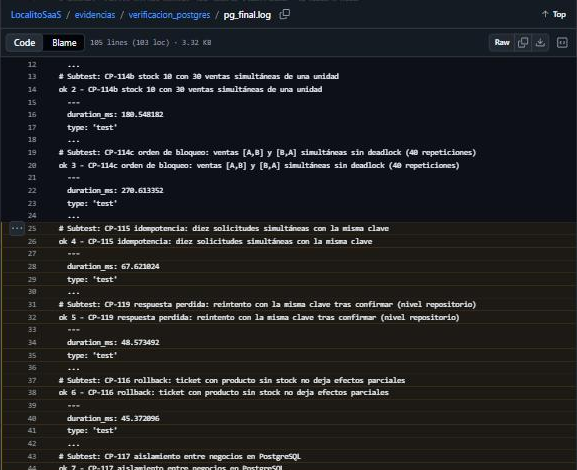 LocalitoSaaS / evidencias / verificacion_postgres / pg_final.log
Top
Code Blame 105 lines (103 loc) · 3.32 KB Raw
12 ...
13 # Subtest: CP-114b stock 10 con 30 ventas simultáneas de una unidad
14 ok 2 - CP-114b stock 10 con 30 ventas simultáneas de una unidad
15 ---
16 duration_ms: 180.548182
17 type: 'test'
18 ...
19 # Subtest: CP-114c orden de bloqueo: ventas [A,B] y [B,A] simultáneas sin deadlock (40 repeticiones)
20 ok 3 - CP-114c orden de bloqueo: ventas [A,B] y [B,A] simultáneas sin deadlock (40 repeticiones)
21 ---
22 duration_ms: 270.613352
23 type: 'test'
24 ...
25 # Subtest: CP-115 idempotencia: diez solicitudes simultáneas con la misma clave
26 ok 4 - CP-115 idempotencia: diez solicitudes simultáneas con la misma clave
27 ---
28 duration_ms: 67.621024
29 type: 'test'
30 ...
31 # Subtest: CP-119 respuesta perdida: reintento con la misma clave tras confirmar (nivel repositorio)
32 ok 5 - CP-119 respuesta perdida: reintento con la misma clave tras confirmar (nivel repositorio)
33 ---
34 duration_ms: 48.573492
35 type: 'test'
36 ...
37 # Subtest: CP-116 rollback: ticket con producto sin stock no deja efectos parciales
38 ok 6 - CP-116 rollback: ticket con producto sin stock no deja efectos parciales
39 ---
40 duration_ms: 45.372096
41 type: 'test'
42 ...
43 # Subtest: CP-117 aislamiento entre negocios en PostgreSQL
44 ok 7 - CP-117 aislamiento entre negocios en PostgreSQL